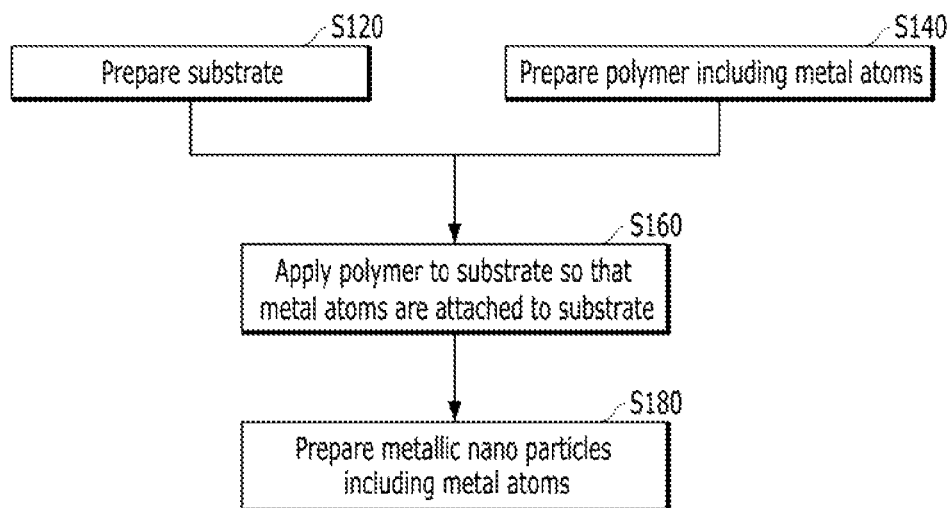 S120
Prepare substrate
S140
Prepare polymer including metal atoms
S160
Apply polymer to substrate so that
metal atoms are attached to substrate
S180
Prepare metallic nano particles
including metal atoms